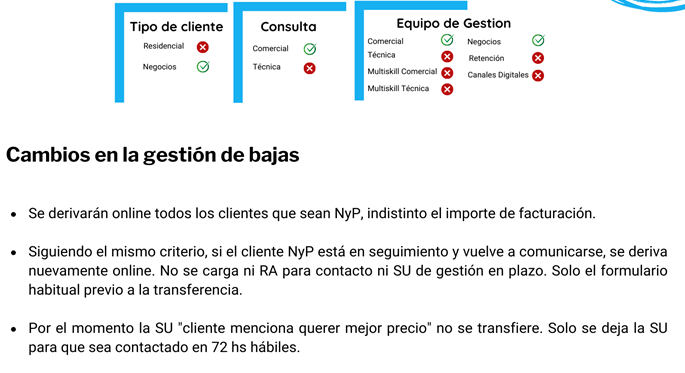 Tipo de cliente
Residencial
Negocios
Consulta
Comercial
Técnica
Equipo de Gestion
Comercial
Técnica
Multiskill Comercial
Multiskill Técnica
Negocios
Retención
Canales Digitales
Cambios en la gestión de bajas
• Se derivarán online todos los clientes que sean NyP, indistinto el importe de facturación.
• Siguiendo el mismo criterio, si el cliente NyP está en seguimiento y vuelve a comunicarse, se deriva
nuevamente online. No se carga ni RA para contacto ni SU de gestión en plazo. Solo el formulario
habitual previo a la transferencia.
• Por el momento la SU "cliente menciona querer mejor precio" no se transfiere. Solo se deja la SU
para que sea contactado en 72 hs hábiles.